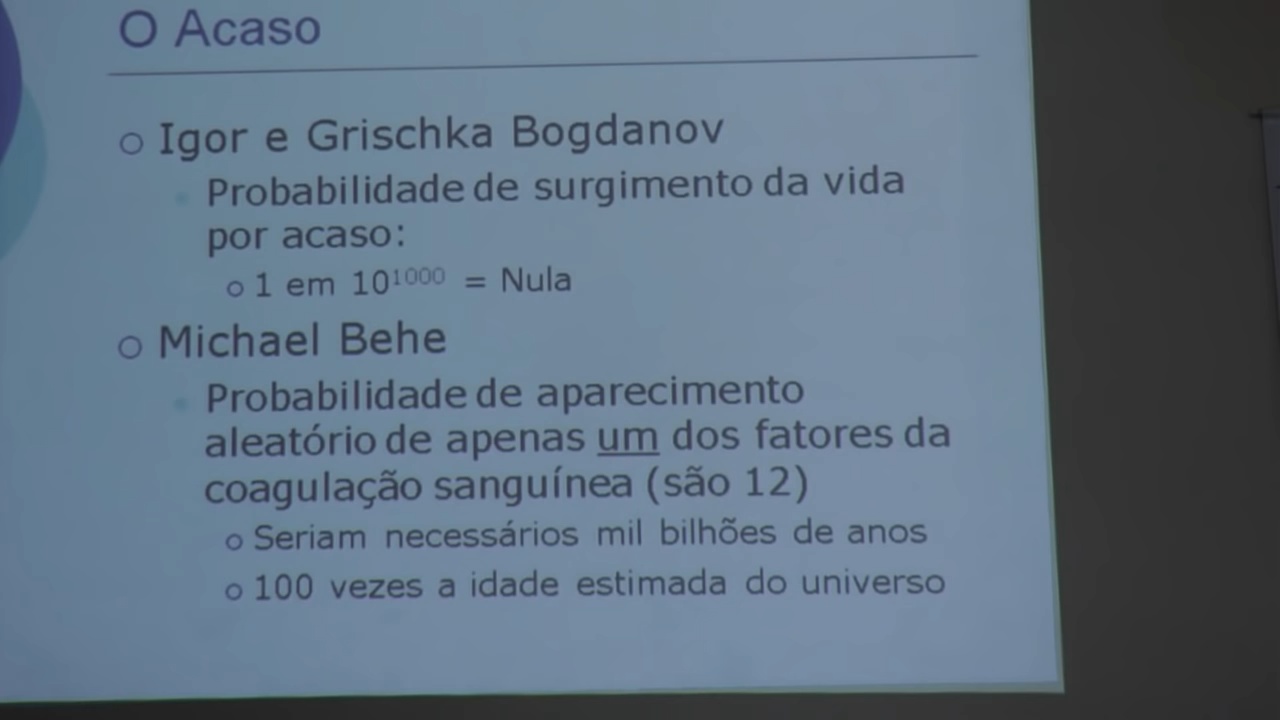 O Acaso
Igor e Grischka Bogdanov
Probabilidade de surgimento da vida
por acaso:
1 em 10¹⁰⁰⁰ = Nula
Michael Behe
Probabilidade de aparecimento
aleatório de apenas um dos fatores da
coagulação sanguínea (são 12)
Seriam necessários mil bilhões de anos
100 vezes a idade estimada do universo